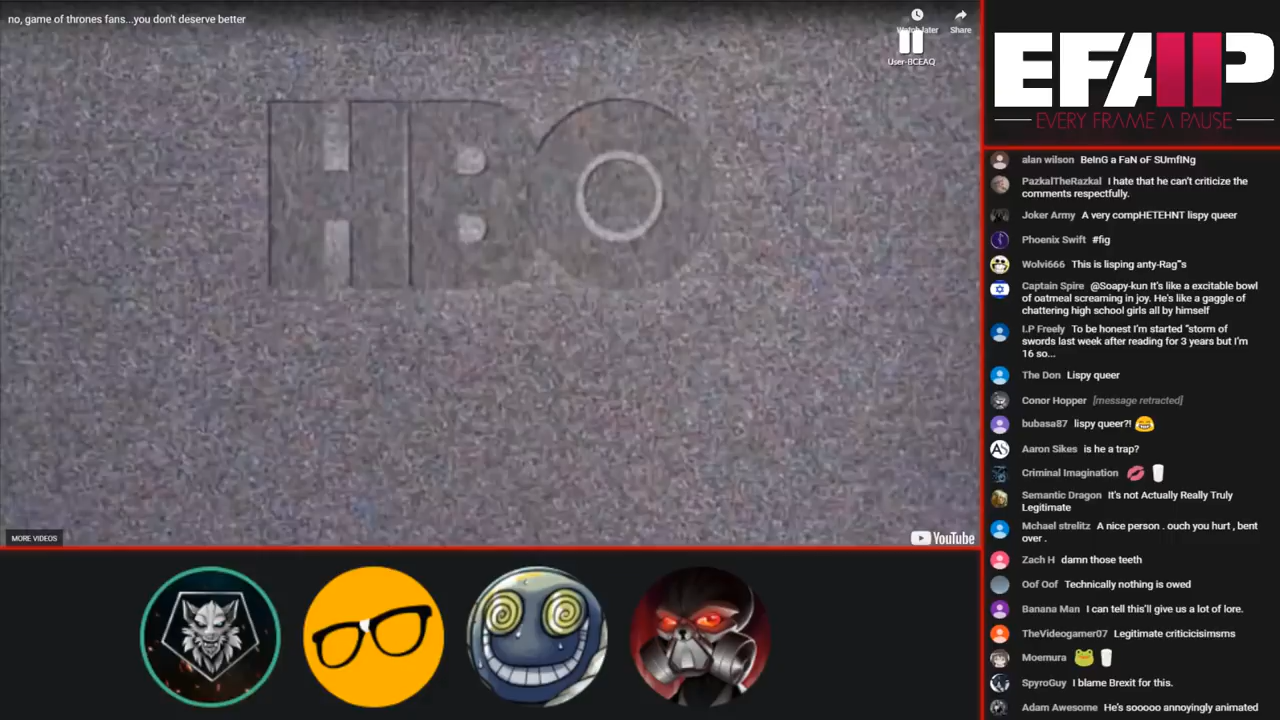 no, game of thrones fans...you don't deserve better
Watch later
Share
User-BCEAQ
HBO
MORE VIDEOS
YouTube
EFAP
EVERY FRAME A PAUSE
alan wilson BeInG a FaN oF SUmfINg
PazkalTheRazkal I hate that he can't criticize the
comments respectfully.
Joker Army A very compHETEHNT lispy queer
Phoenix Swift #fig
Wolvi666 This is lisping anty-Rag"s
Captain Spire @Soapy-kun It's like a excitable bowl
of oatmeal screaming in joy. He's like a gaggle of
chattering high school girls all by himself
I.P Freely To be honest I'm started "storm of
swords last week after reading for 3 years but I'm
16 so...
The Don Lispy queer
Conor Hopper [message retracted]
bubasa87 lispy queer?! 😂
AS
Aaron Sikes is he a trap?
Criminal Imagination 💋 🥛
Semantic Dragon It's not Actually Really Truly
Legitimate
Mchael strelitz A nice person . ouch you hurt , bent
over .
Zach H damn those teeth
Oof Oof Technically nothing is owed
Banana Man I can tell this'll give us a lot of lore.
TheVideogamer07 Legitimate criticicisimsms
Moemura 🐸 🥛
SpyroGuy I blame Brexit for this.
Adam Awesome He's sooooo annoyingly animated